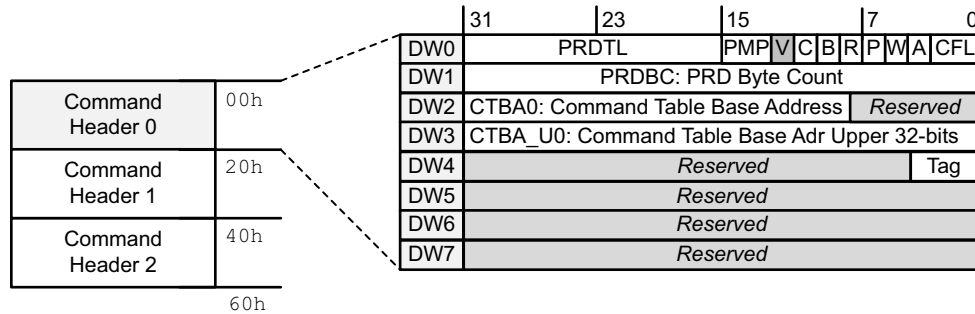 31 23 15 7 0
DW0 PRDTL PMP V C B R P W A CFL
DW1 PRDBC: PRD Byte Count
DW2 CTBA0: Command Table Base Address Reserved
DW3 CTBA_U0: Command Table Base Adr Upper 32-bits
DW4 Reserved Tag
DW5 Reserved
DW6 Reserved
DW7 Reserved
Command
Header 0
00h
Command
Header 1
20h
Command
Header 2
40h
60h